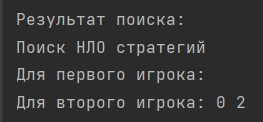 Результат поиска:
Поиск НЛО стратегий
Для первого игрока:
Для второго игрока: 0 2